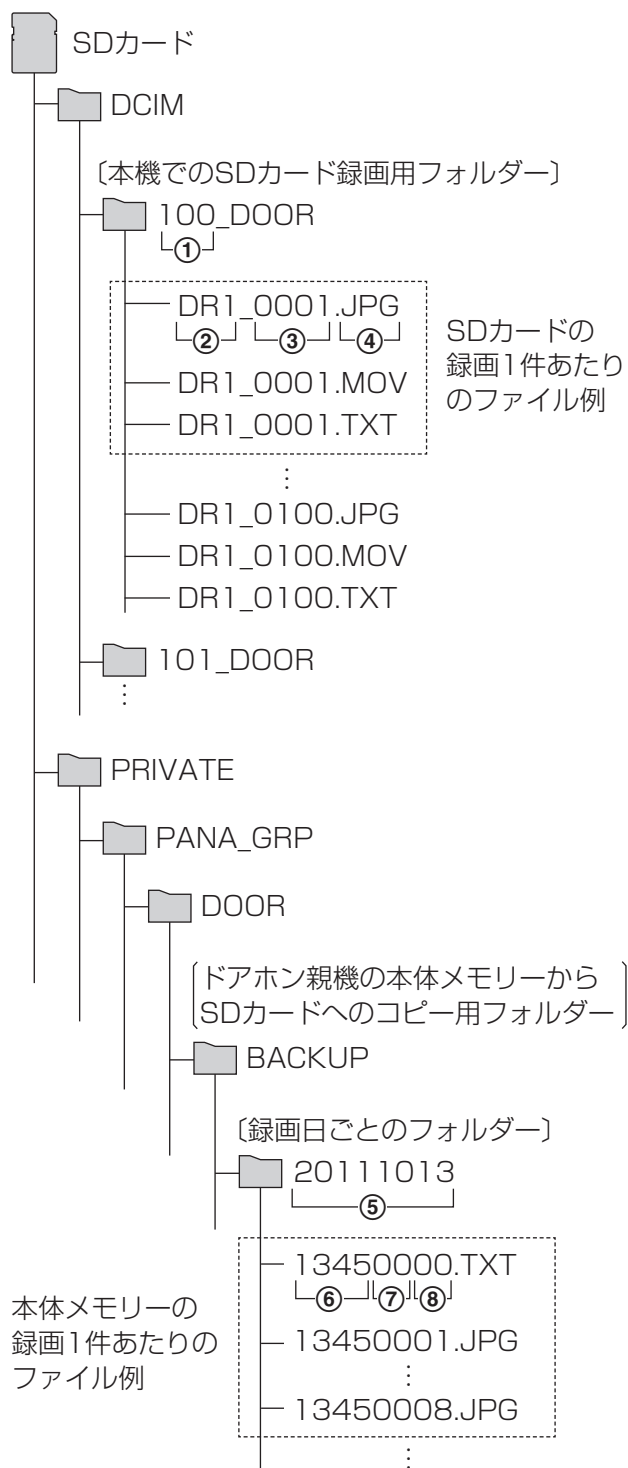 SDカード
DCIM
〔本機でのSDカード録画用フォルダー〕
100_DOOR
①
DR1_0001.JPG
② ③ ④
DR1_0001.MOV
DR1_0001.TXT
SDカードの
録画1件あたり
のファイル例
⋮
DR1_0100.JPG
DR1_0100.MOV
DR1_0100.TXT
101_DOOR
⋮
PRIVATE
PANA_GRP
DOOR
〔ドアホン親機の本体メモリーから
SDカードへのコピー用フォルダー〕
BACKUP
〔録画日ごとのフォルダー〕
20111013
⑤
13450000.TXT
⑥ ⑦ ⑧
13450001.JPG
⋮
13450008.JPG
⋮
本体メモリーの
録画1件あたりの
ファイル例